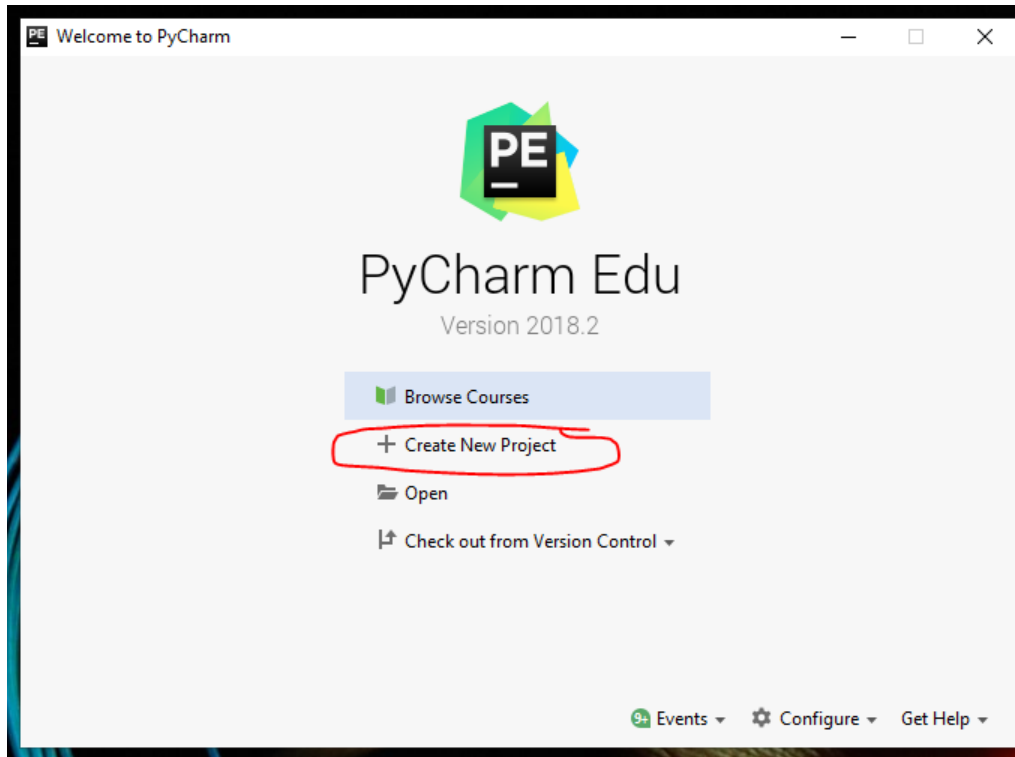 PE Welcome to PyCharm
PE
PyCharm Edu
Version 2018.2
Browse Courses
Create New Project
Open
Check out from Version Control
9+ Events Configure Get Help